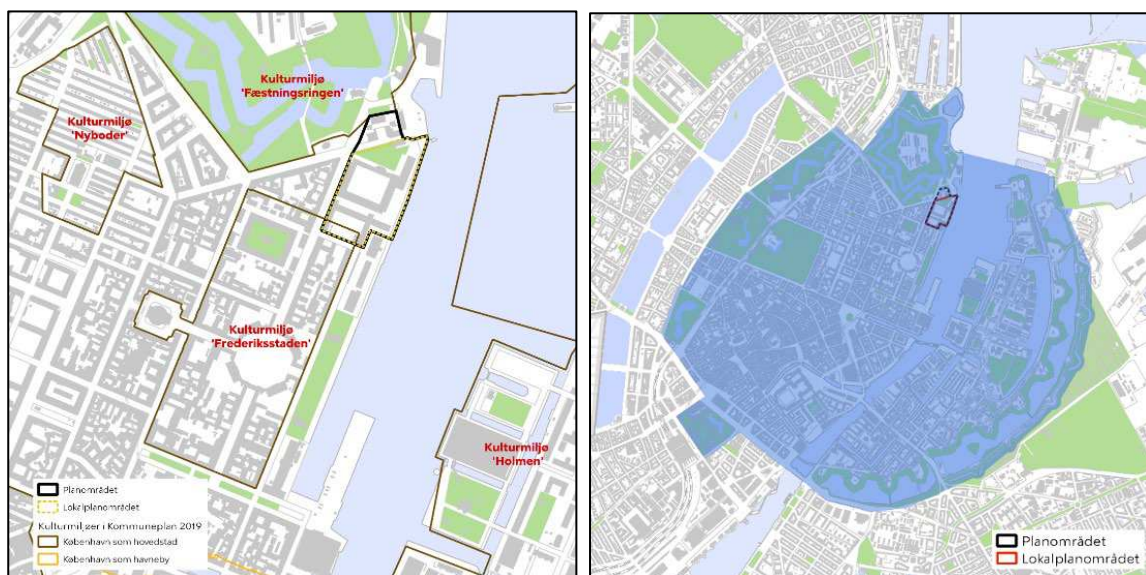 Kulturmiljø
'Fæstningsringen'
Kulturmiljø
'Nyboder'
Kulturmiljø
'Frederiksstaden'
Kulturmiljø
'Holmen'
Planområdet
Lokalplanområdet
Kulturmiljøer i Kommuneplan 2019
København som hovedstad
København som havneby
Planområdet
Lokalplanområdet